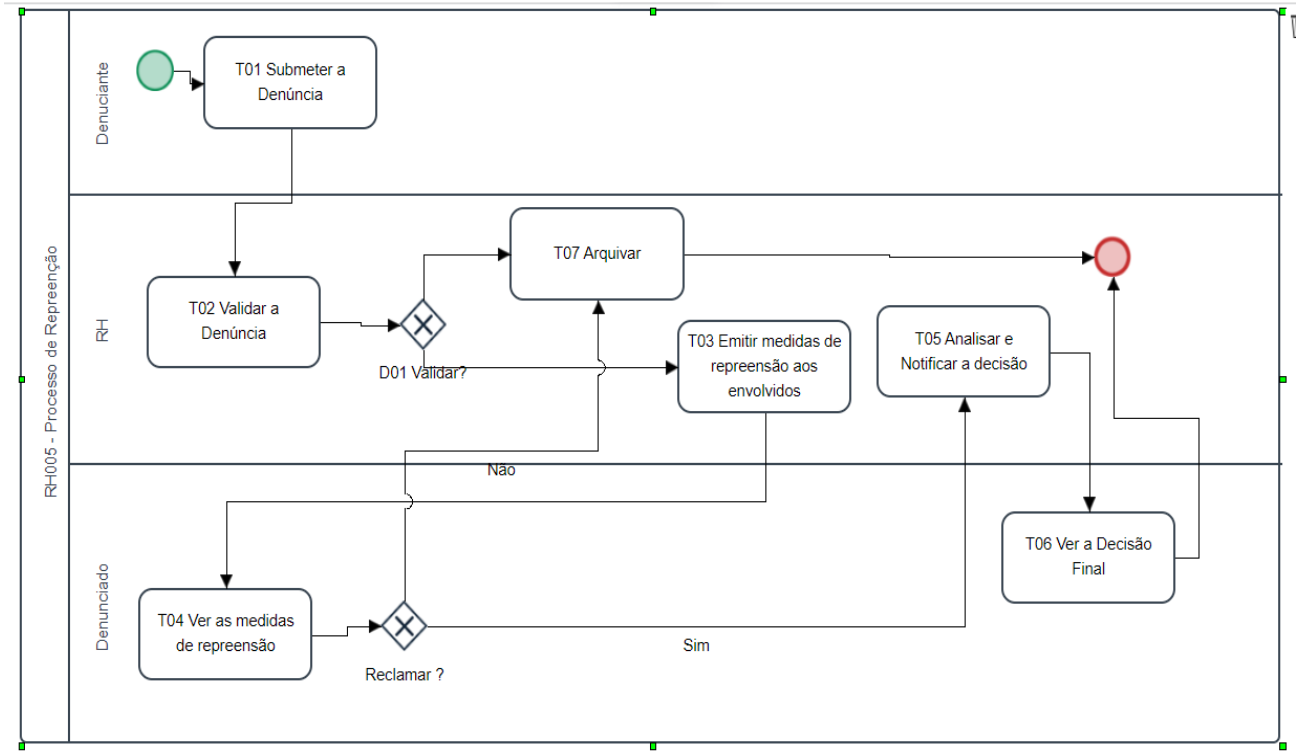 RH005 - Processo de Repreenção
Denuciante
T01 Submeter a
Denúncia
RH
T02 Validar a
Denúncia
D01 Validar?
T07 Arquivar
T03 Emitir medidas de
repreensão aos
envolvidos
T05 Analisar e
Notificar a decisão
Não
Denunciado
T04 Ver as medidas
de repreensão
Reclamar ?
Sim
T06 Ver a Decisão
Final